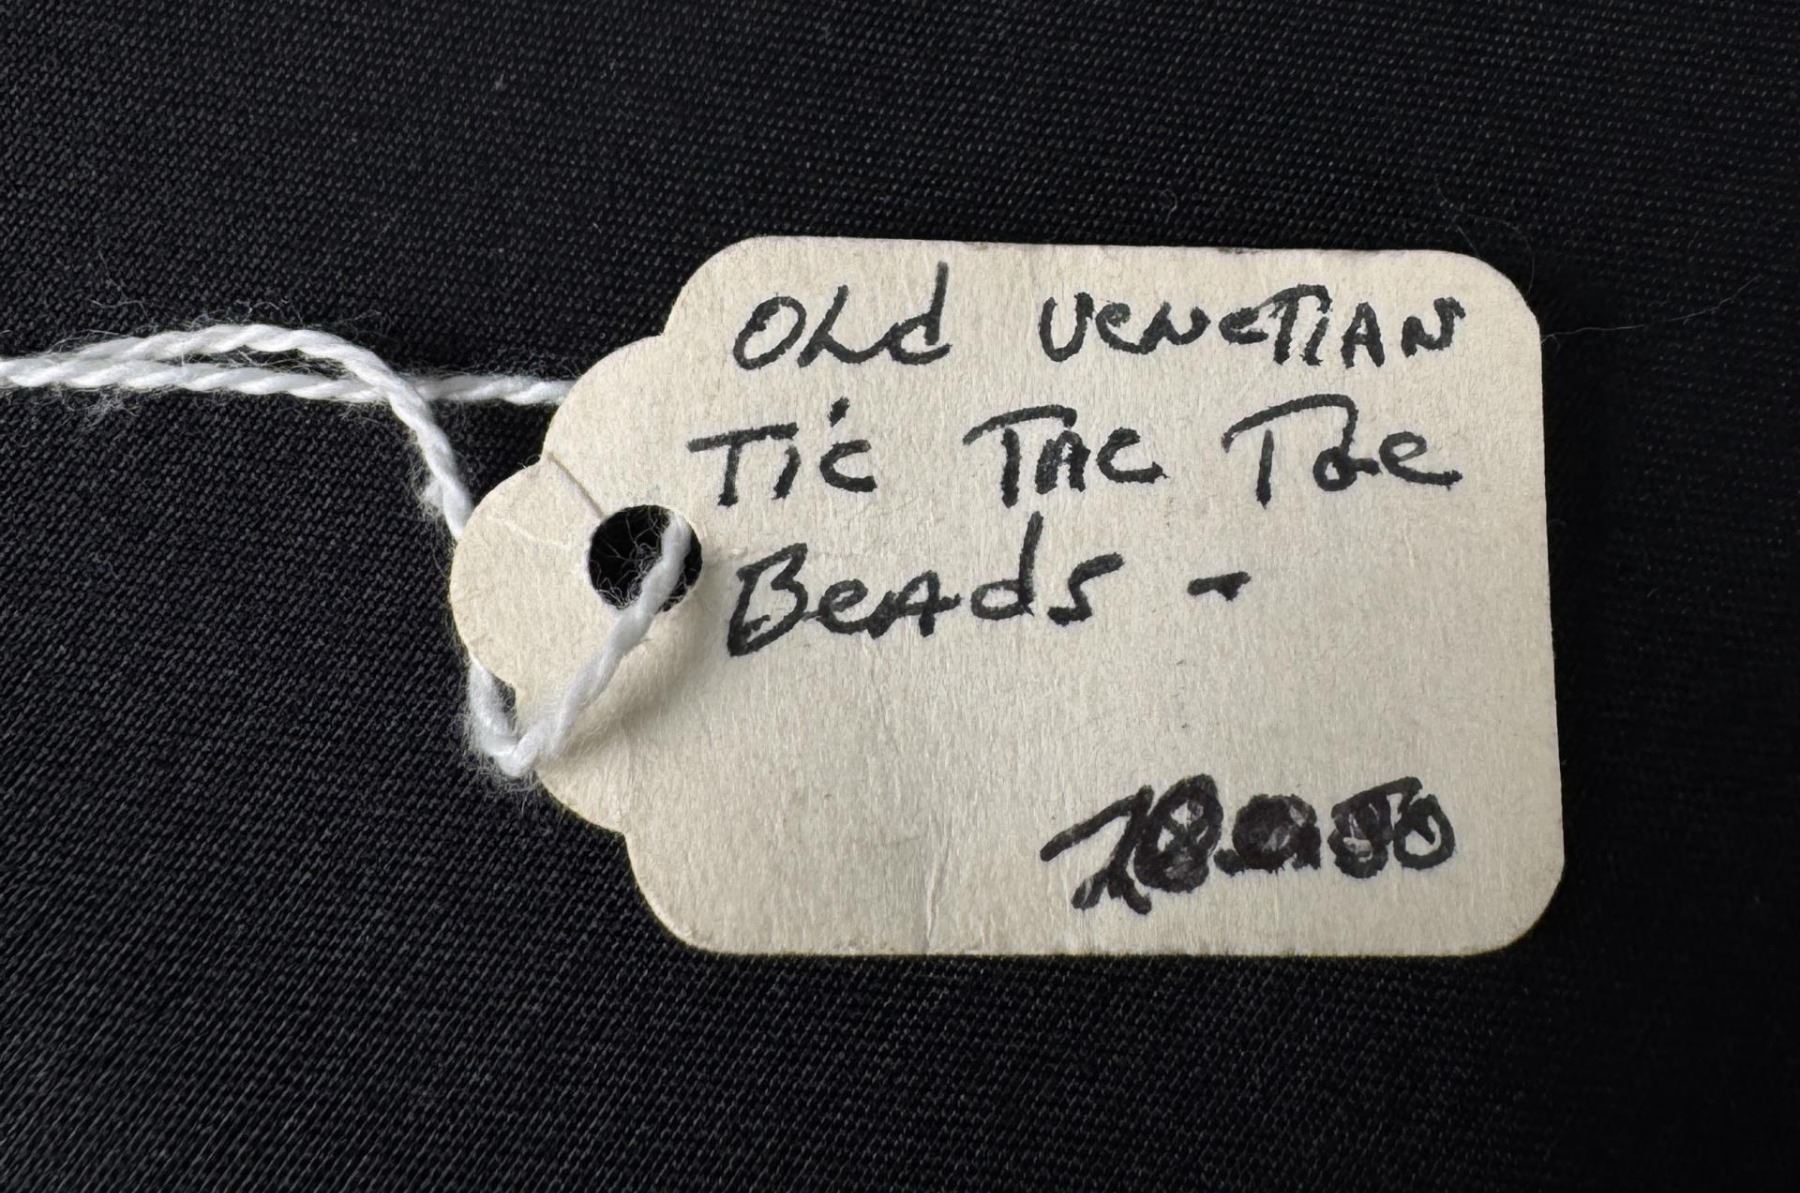 Old Venetian
Tic Tac Toe
Beads -